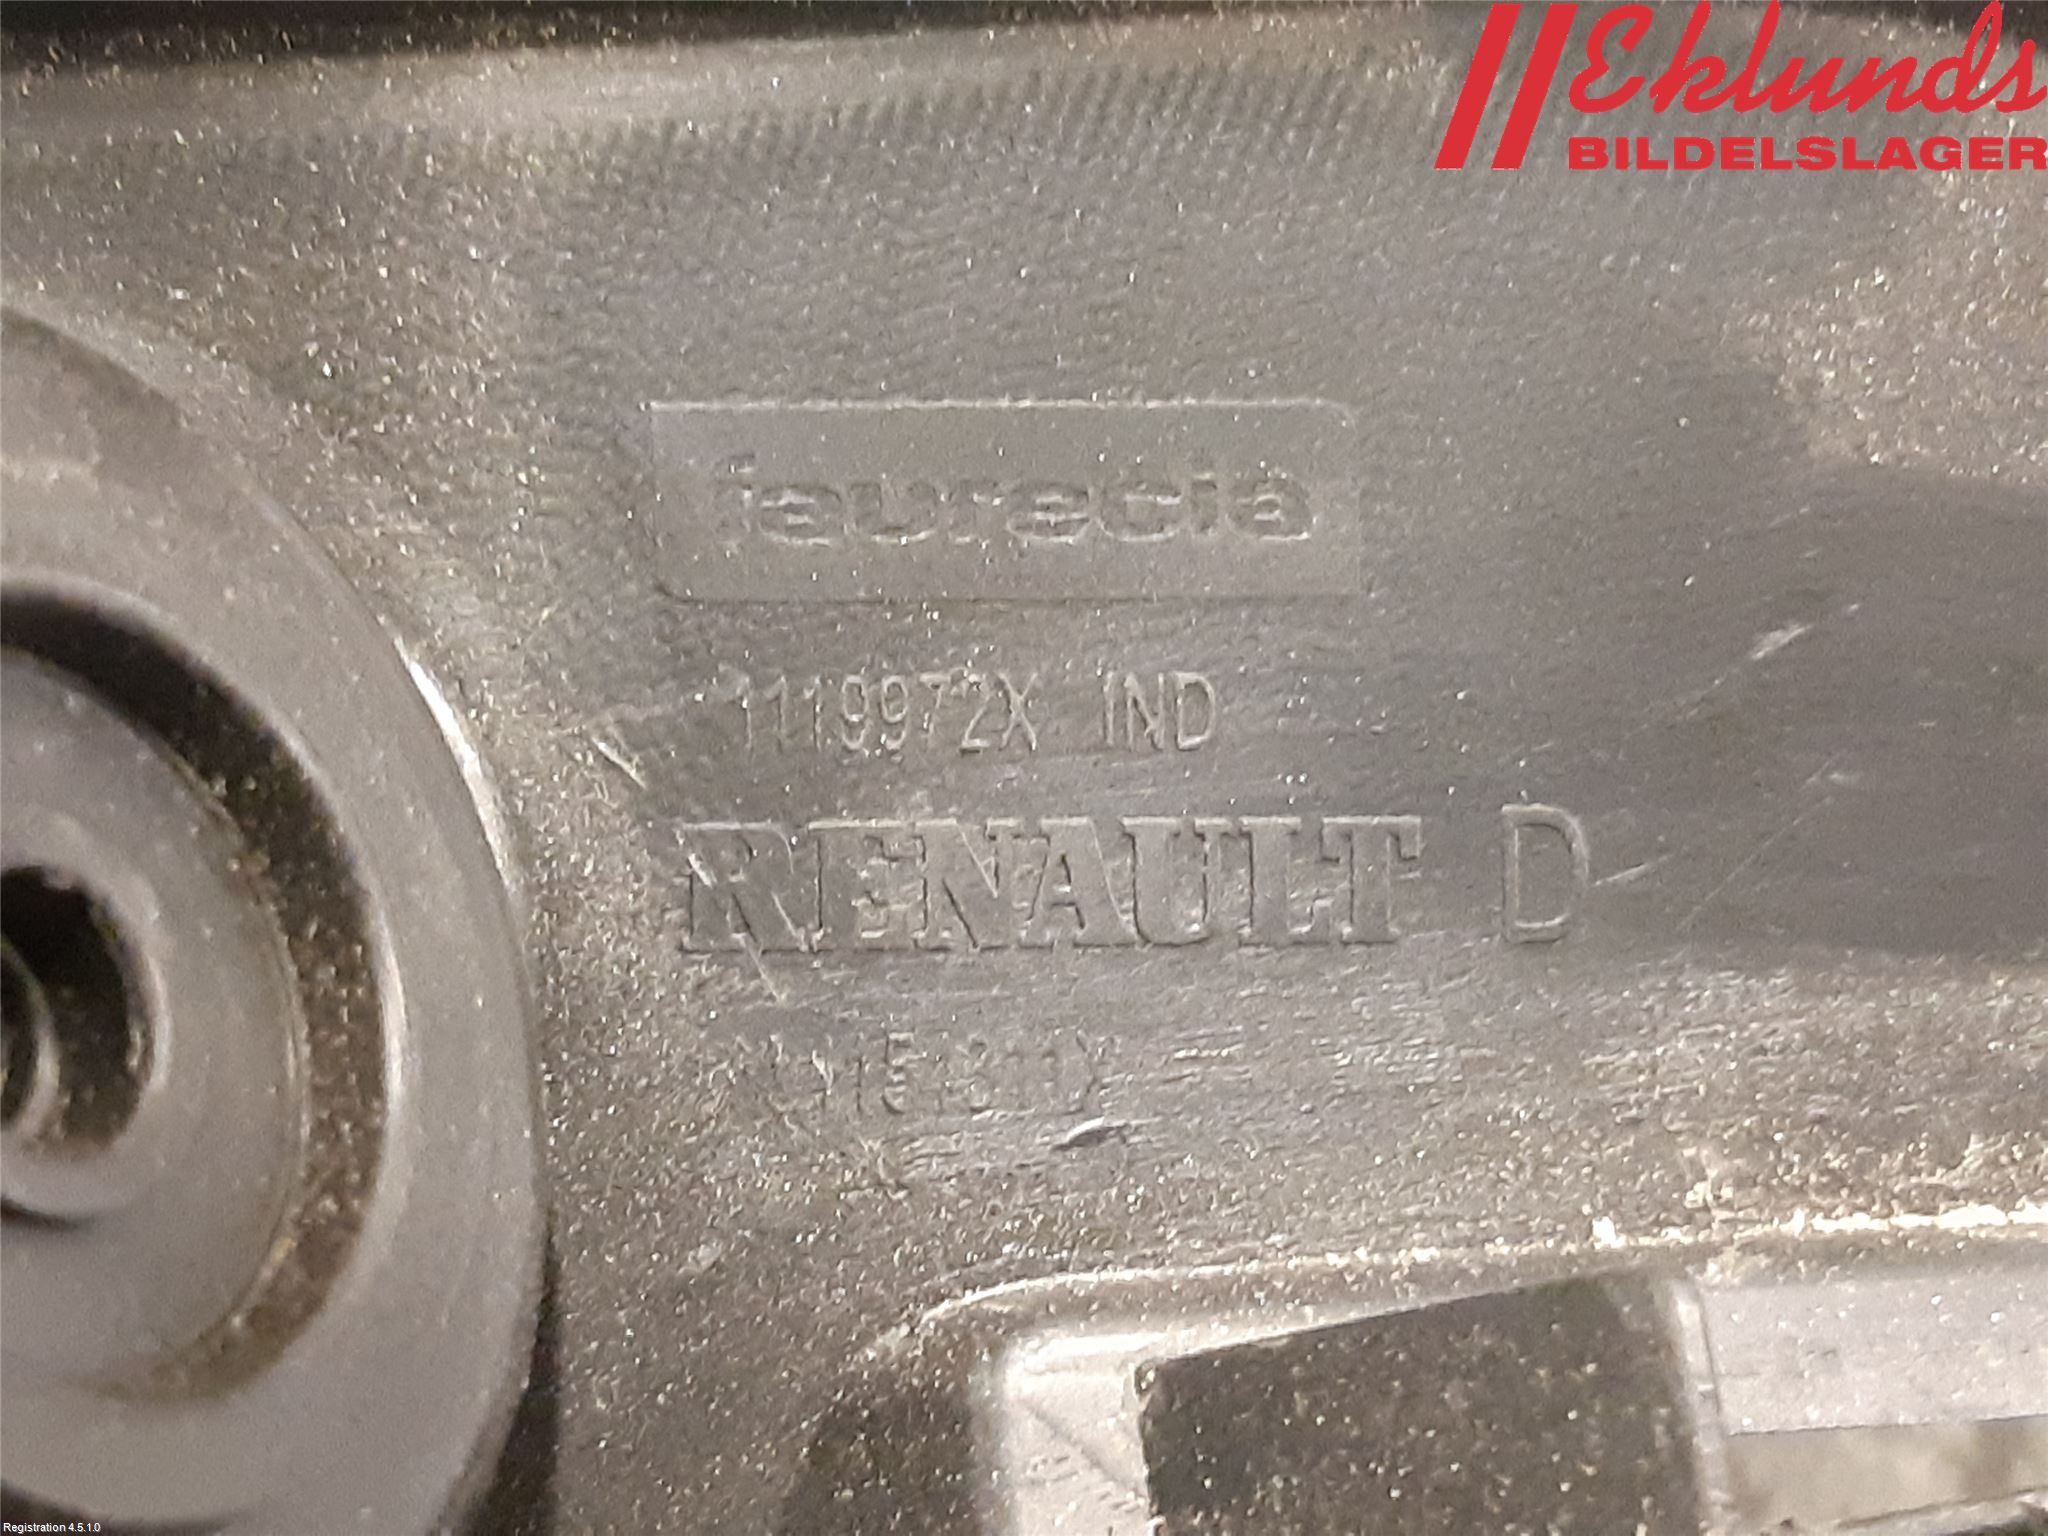 Eklunds
BILDELSLAGER
faurecia
1119972X IND
RENAULT D
Registration 4.5.1.0